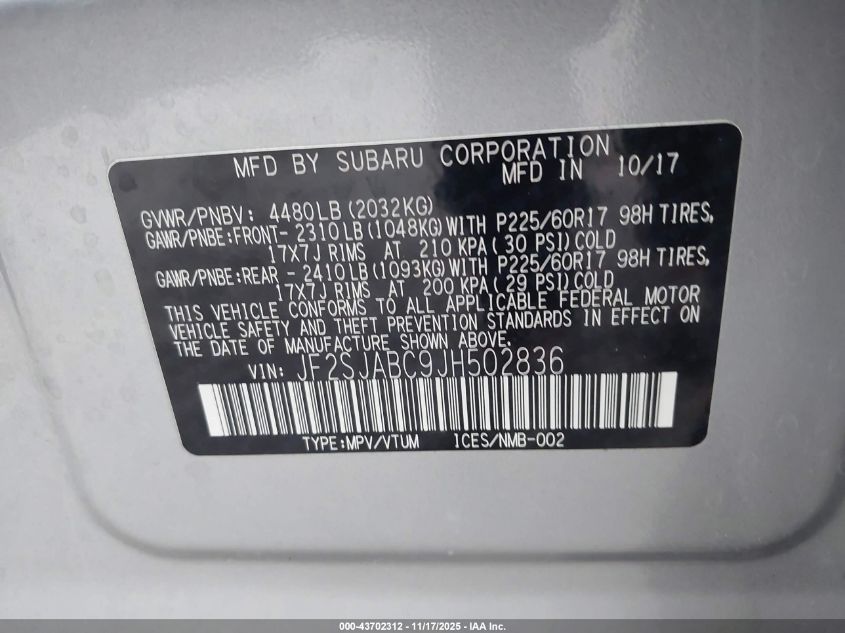 MFD BY SUBARU CORPORATION
MFD IN 10/17
GVWR/PNBV: 4480LB(2032KG)
GAWR/PNBE:FRONT- 2310LB(1048KG)WITH P225/60R17 98H TIRES,
17X7J RIMS AT 210 KPA( 30 PSI)COLD
GAWR/PNBE:REAR - 2410LB(1093KG)WITH P225/60R17 98H TIRES,
17X7J RIMS AT 200 KPA( 29 PSI)COLD
THIS VEHICLE CONFORMS TO ALL APPLICABLE FEDERAL MOTOR
VEHICLE SAFETY AND THEFT PREVENTION STANDARDS IN EFFECT ON
THE DATE OF MANUFACTURE SHOWN ABOVE.
VIN: JF2SJABC9JH502836
TYPE:MPV/VTUM ICES/NMB-002
000-43702312 - 11/17/2025 - IAA Inc.